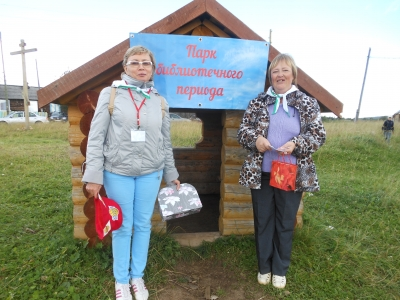 Парк
библиотечного
периода